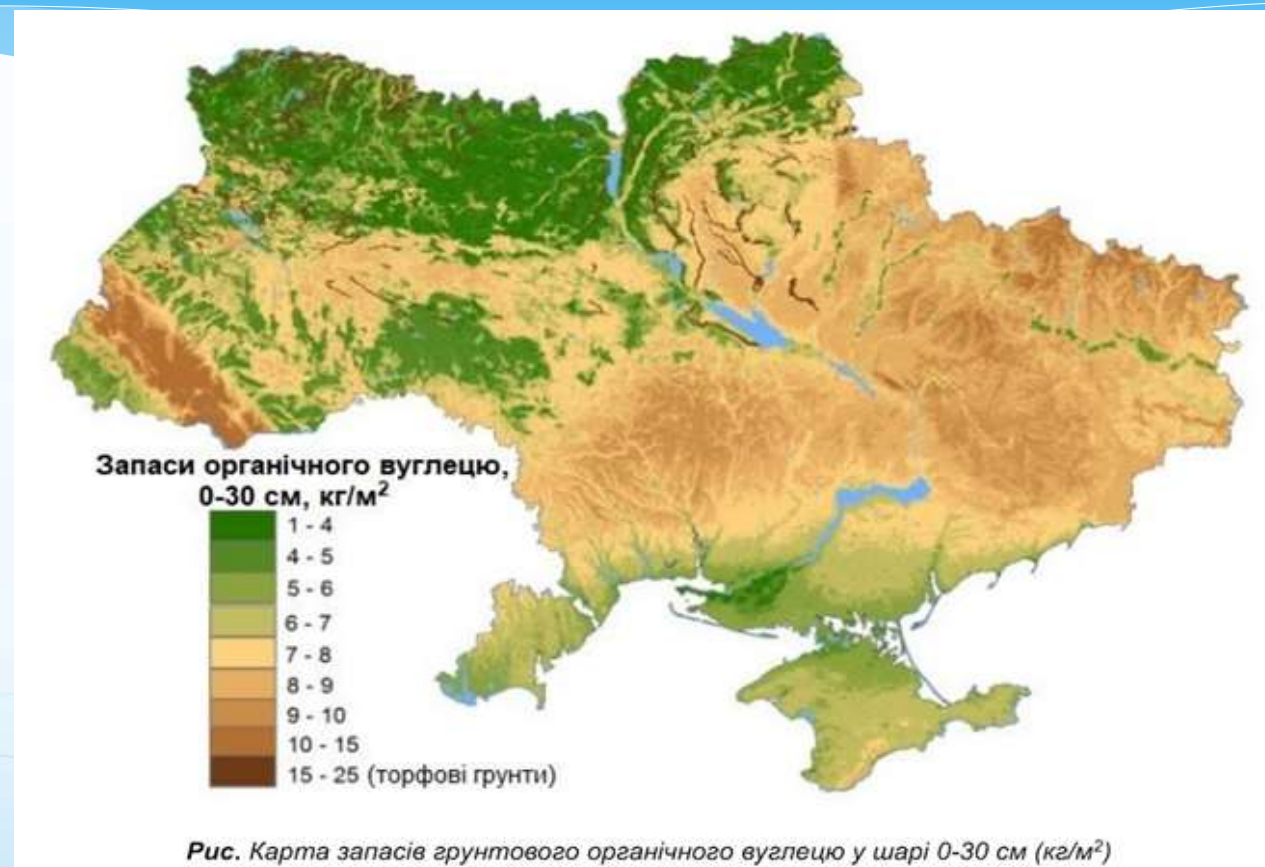 Запаси органічного вуглецю,
0-30 см, кг/м²
1 - 4
4 - 5
5 - 6
6 - 7
7 - 8
8 - 9
9 - 10
10 - 15
15 - 25 (торфові грунти)
Рис. Карта запасів грунтового органічного вуглецю у шарі 0-30 см (кг/м²)